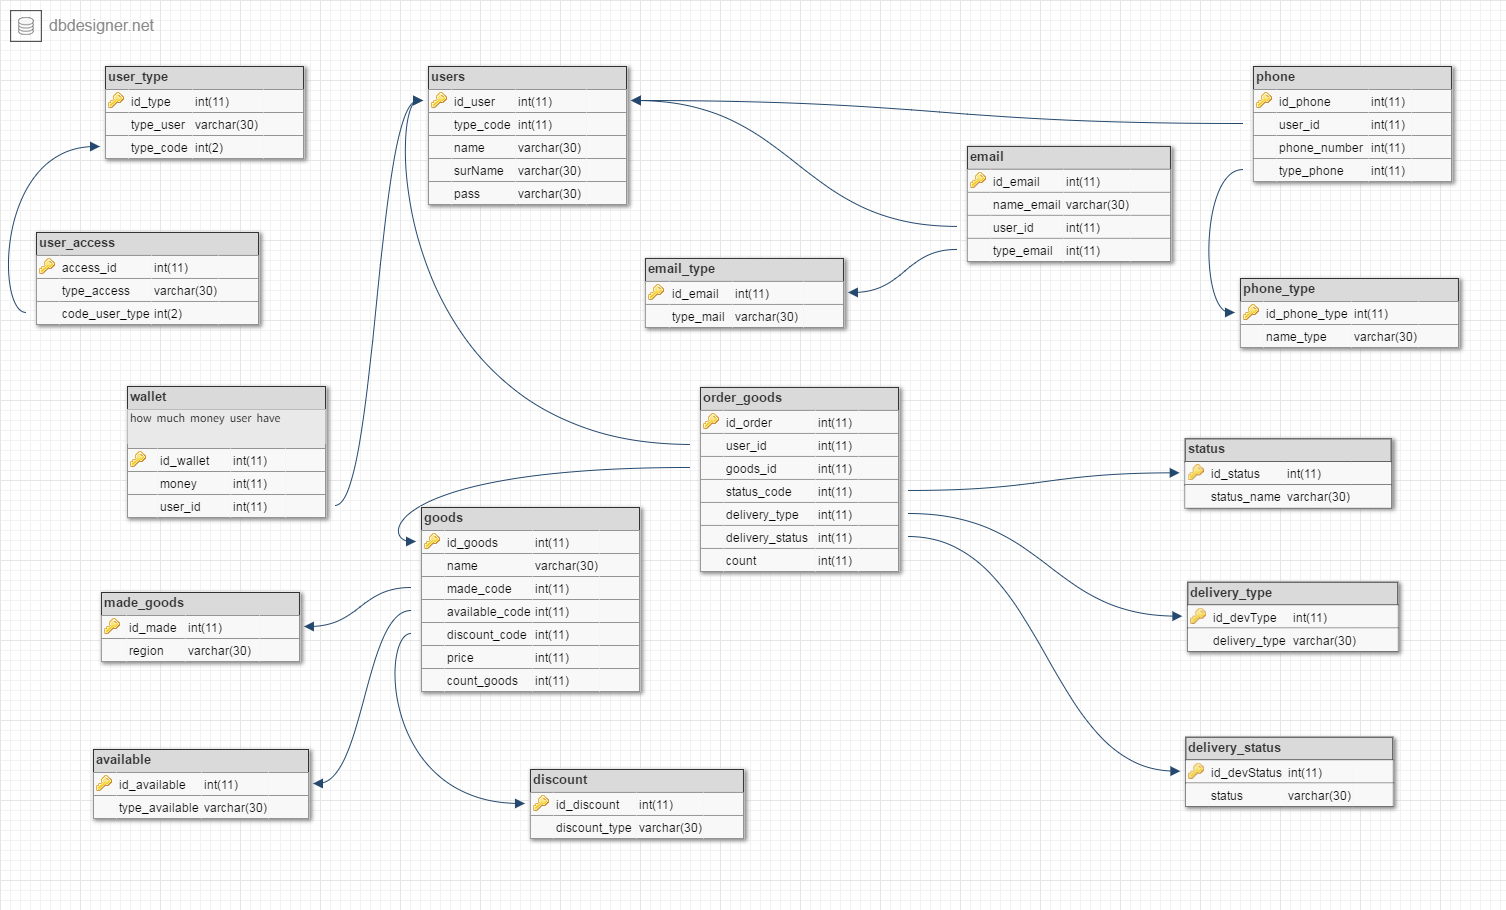 dbdesigner.net
user_type
id_type int(11)
type_user varchar(30)
type_code int(2)
users
id_user int(11)
type_code int(11)
name varchar(30)
surName varchar(30)
pass varchar(30)
phone
id_phone int(11)
user_id int(11)
phone_number int(11)
type_phone int(11)
email
id_email int(11)
name_email varchar(30)
user_id int(11)
type_email int(11)
user_access
access_id int(11)
type_access varchar(30)
code_user_type int(2)
email_type
id_email int(11)
type_mail varchar(30)
phone_type
id_phone_type int(11)
name_type varchar(30)
wallet
how much money user have
id_wallet int(11)
money int(11)
user_id int(11)
order_goods
id_order int(11)
user_id int(11)
goods_id int(11)
status_code int(11)
delivery_type int(11)
delivery_status int(11)
count int(11)
status
id_status int(11)
status_name varchar(30)
goods
id_goods int(11)
name varchar(30)
made_code int(11)
available_code int(11)
discount_code int(11)
price int(11)
count_goods int(11)
made_goods
id_made int(11)
region varchar(30)
delivery_type
id_devType int(11)
delivery_type varchar(30)
available
id_available int(11)
type_available varchar(30)
discount
id_discount int(11)
discount_type varchar(30)
delivery_status
id_devStatus int(11)
status varchar(30)